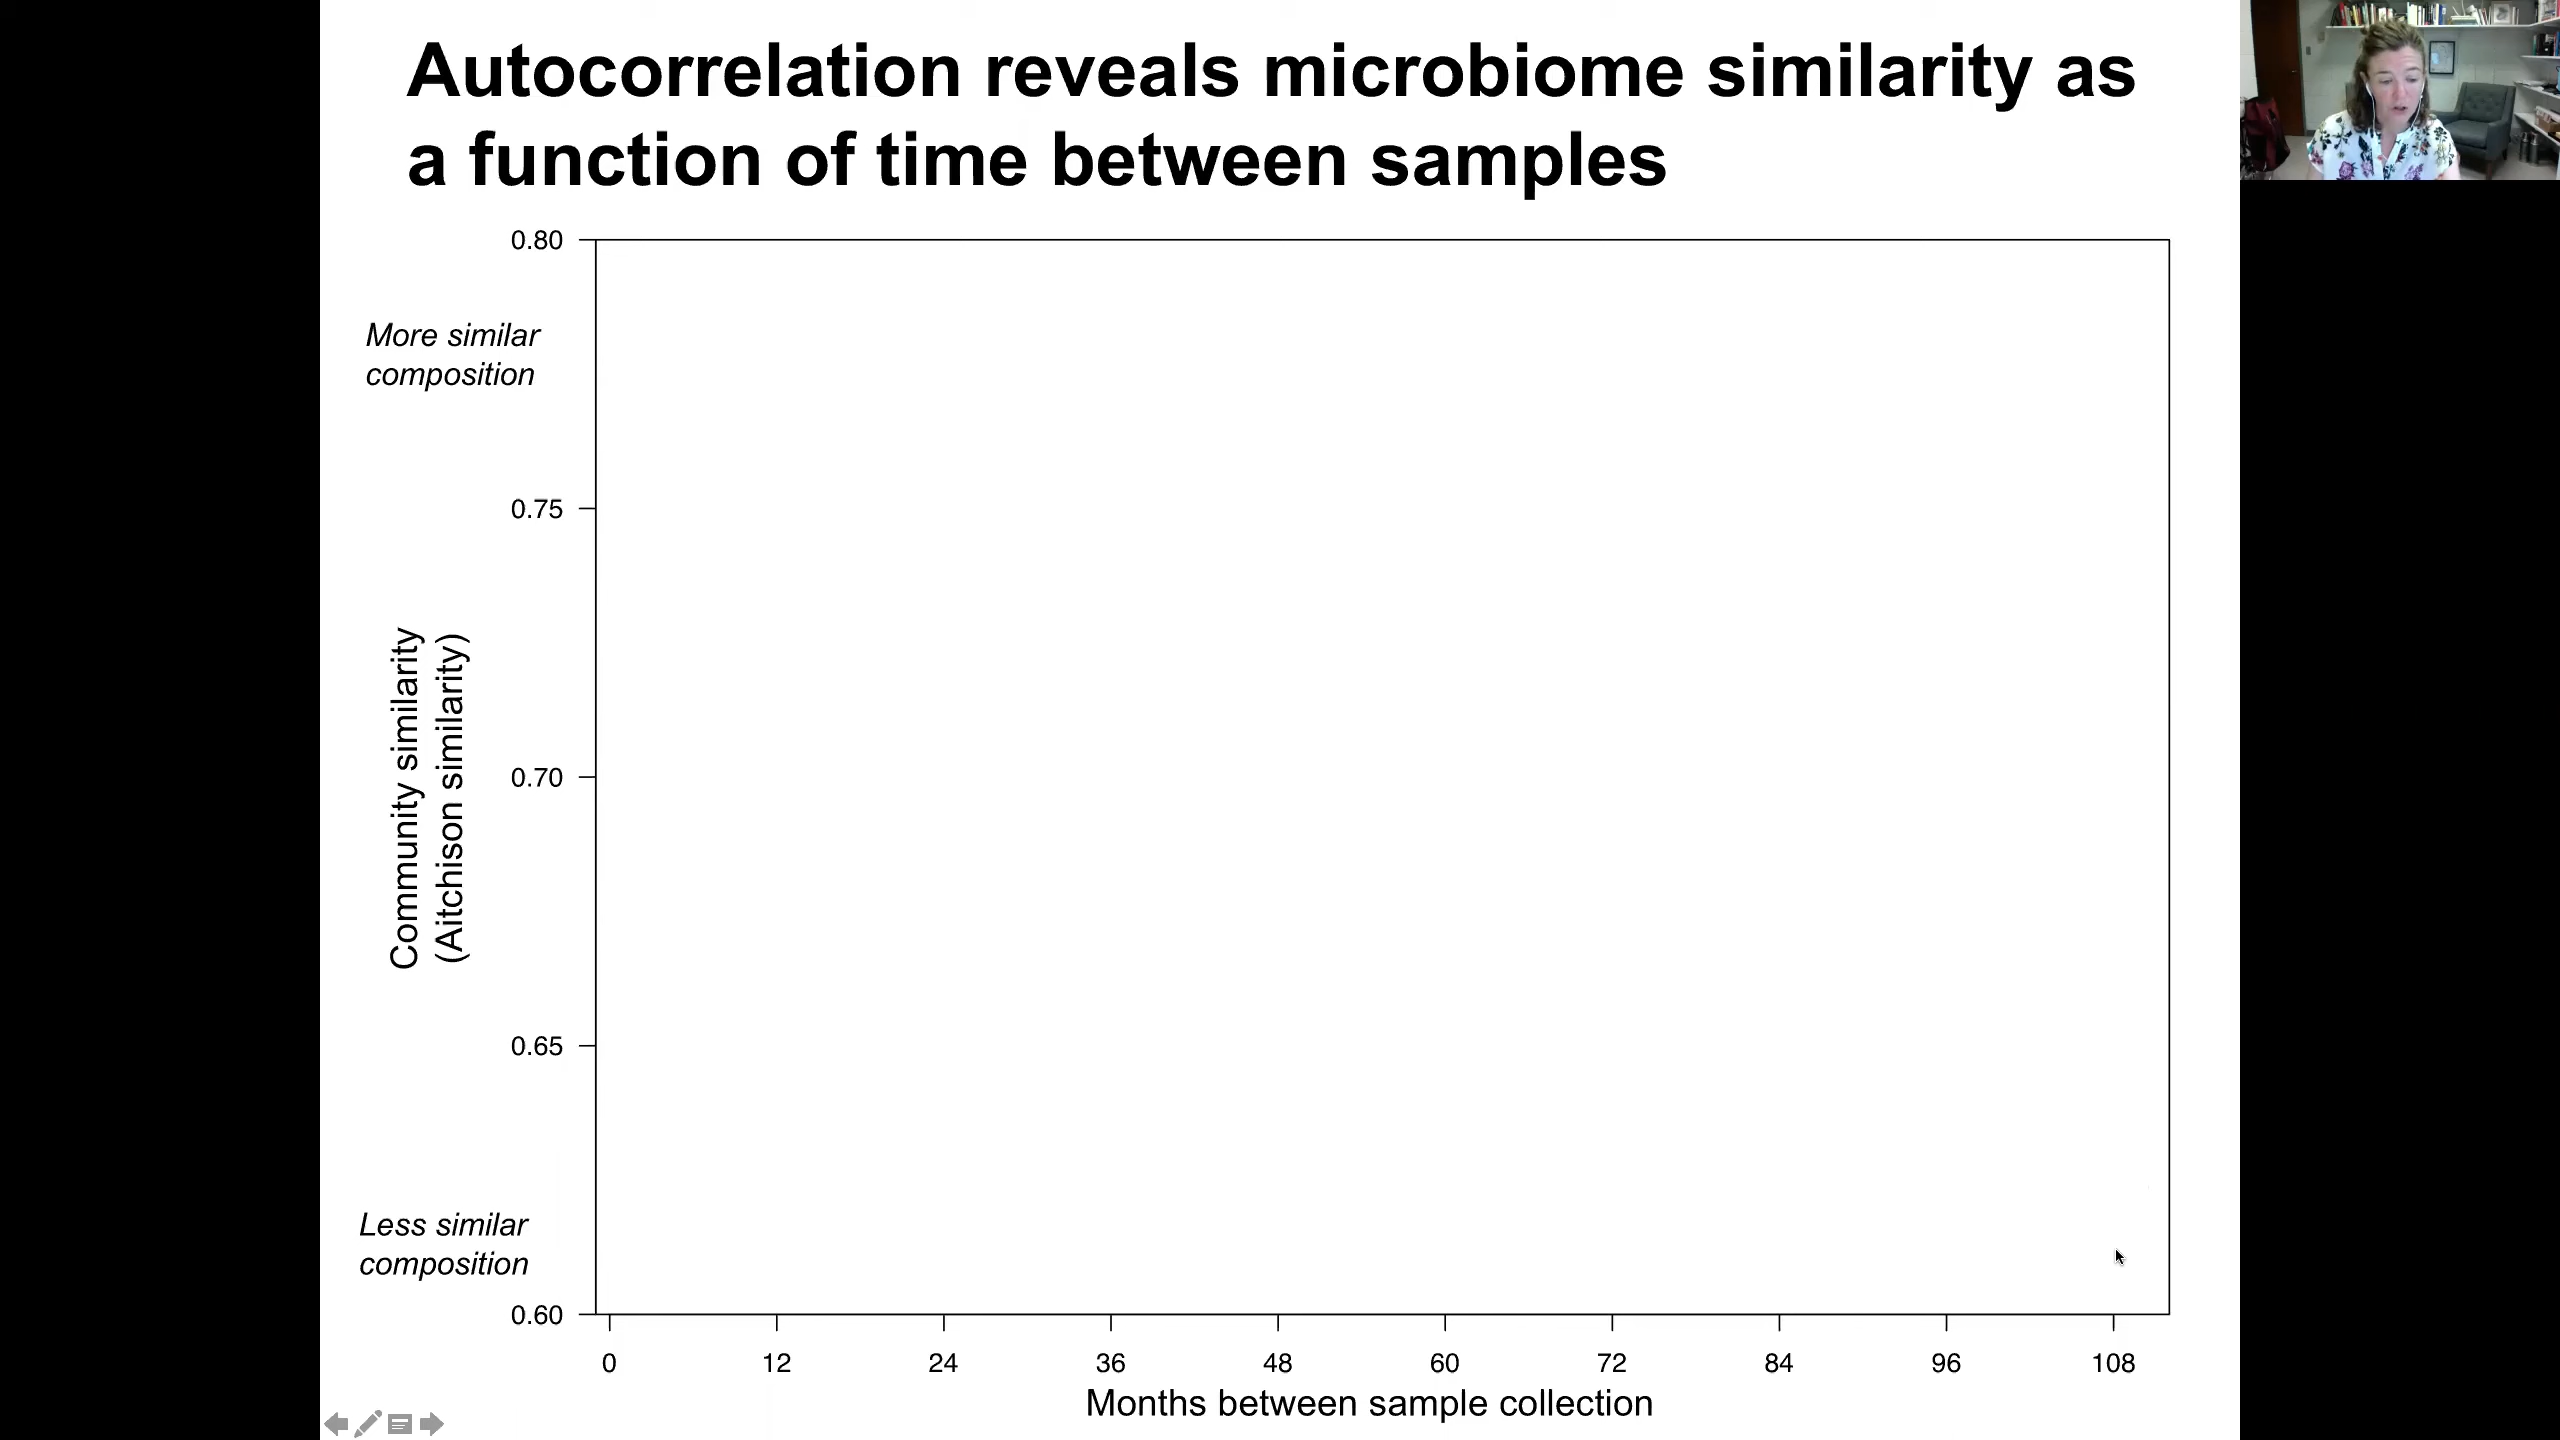 Autocorrelation reveals microbiome similarity as
a function of time between samples
0.80
More similar
composition
0.75
Community similarity
(Aitchison similarity)
0.70
0.65
Less similar
composition
0.60
0 12 24 36 48 60 72 84 96 108
Months between sample collection